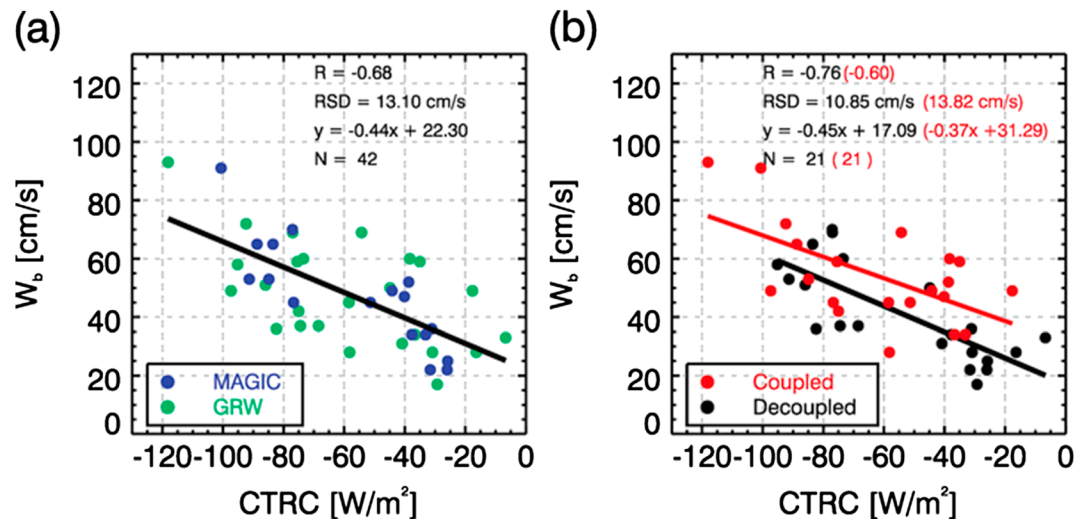 (a)
R = -0.68
RSD = 13.10 cm/s
y = -0.44x + 22.30
N = 42
120
100
80
60
40
20
0
W_b [cm/s]
MAGIC
GRW
-120 -100 -80 -60 -40 -20 0
CTRC [W/m²]
(b)
R = -0.76(-0.60)
RSD = 10.85 cm/s (13.82 cm/s)
y = -0.45x + 17.09 (-0.37x +31.29)
N = 21 ( 21 )
120
100
80
60
40
20
0
W_b [cm/s]
Coupled
Decoupled
-120 -100 -80 -60 -40 -20 0
CTRC [W/m²]